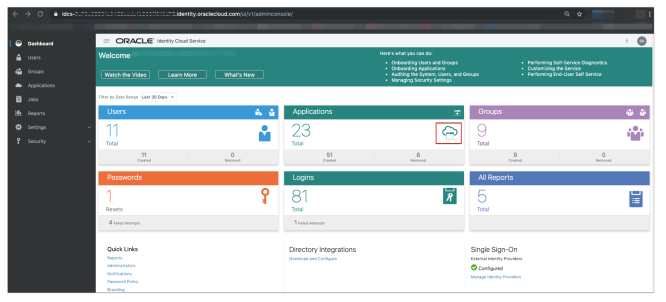 .identity.oraclecloud.com/ui/v1/adminconsole/
Dashboard
Users
Groups
Applications
Jobs
Reports
Settings
Security
ORACLE Identity Cloud Service
?
Welcome
Watch the Video
Learn More
What's New
Here's what you can do:
• Onboarding Users and Groups
• Onboarding Applications
• Auditing the System, Users, and Groups
• Managing Security Settings
• Performing Self-Service Diagnostics
• Customizing the Service
• Performing End-User Self Service
Filter by Date Range Last 30 Days
Users
11
Total
11
Created
0
Removed
Applications
23
Total
51
Created
8
Removed
Groups
9
Total
9
Created
0
Removed
Passwords
1
Resets
4 Failed Attempts
Logins
81
Total
1 Failed Attempts
All Reports
5
Total
Quick Links
Reports
Administrators
Notifications
Password Policy
Branding
Directory Integrations
Download and Configure
Single Sign-On
External Identity Providers
Configured
Manage Identity Providers